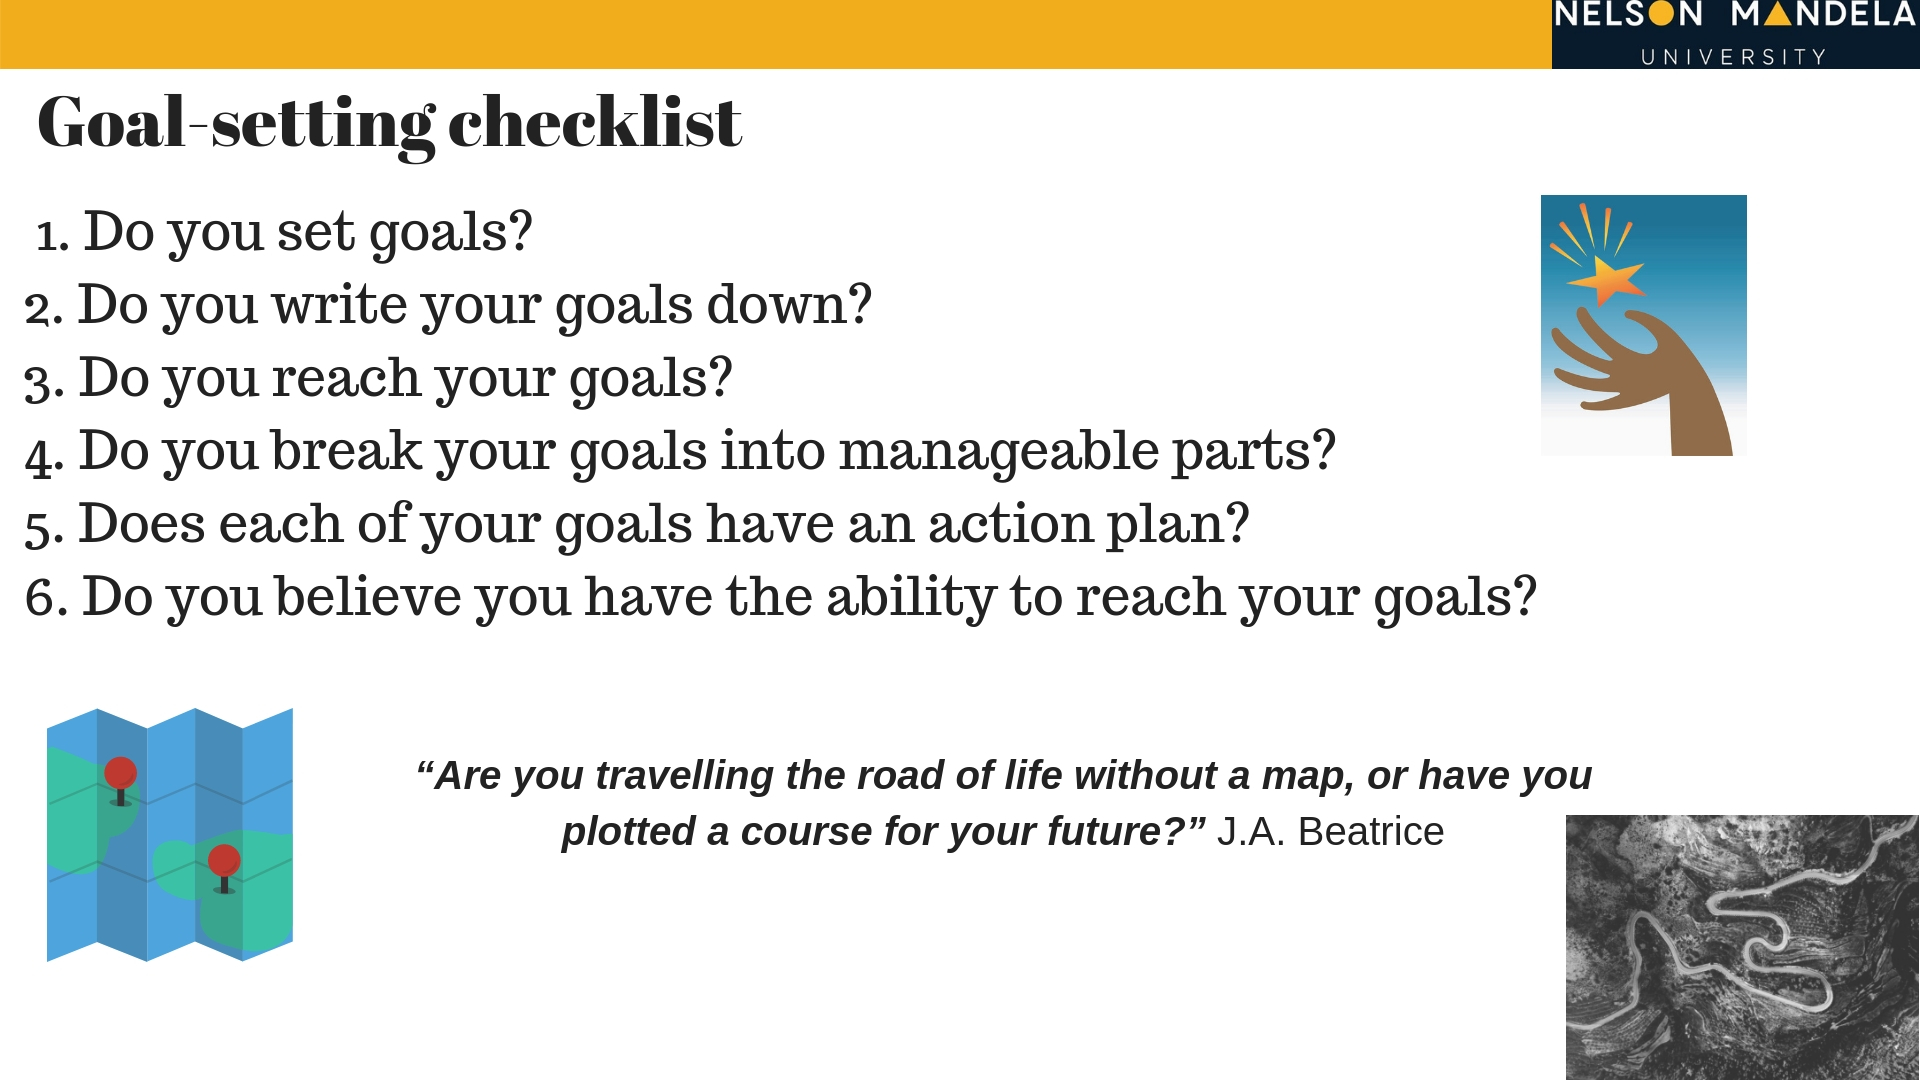 NELSON MANDELA
UNIVERSITY
Goal-setting checklist
1. Do you set goals?
2. Do you write your goals down?
3. Do you reach your goals?
4. Do you break your goals into manageable parts?
5. Does each of your goals have an action plan?
6. Do you believe you have the ability to reach your goals?
“Are you travelling the road of life without a map, or have you
plotted a course for your future?” J.A. Beatrice